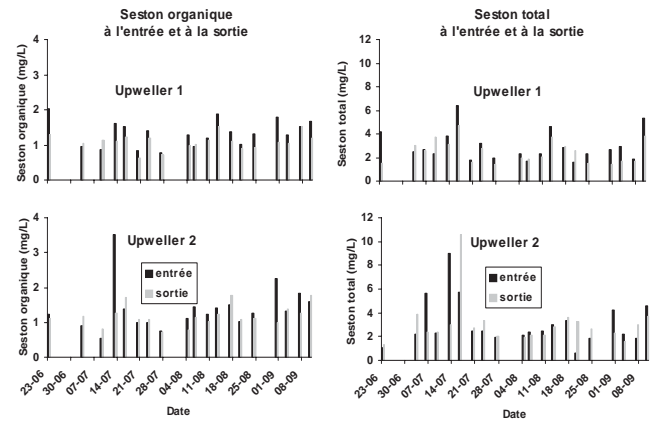 Seston organique
à l'entrée et à la sortie
4
3
2
1
0
Seston organique (mg/L)
Upweller 1
Seston total
à l'entrée et à la sortie
12
10
8
6
4
2
0
Seston total (mg/L)
Upweller 1
4
3
2
1
0
Seston organique (mg/L)
Upweller 2
entrée
sortie
23-06
30-06
07-07
14-07
21-07
28-07
04-08
11-08
18-08
25-08
01-09
08-09
Date
12
10
8
6
4
2
0
Seston total (mg/L)
Upweller 2
entrée
sortie
23-06
30-06
07-07
14-07
21-07
28-07
04-08
11-08
18-08
25-08
01-09
08-09
Date